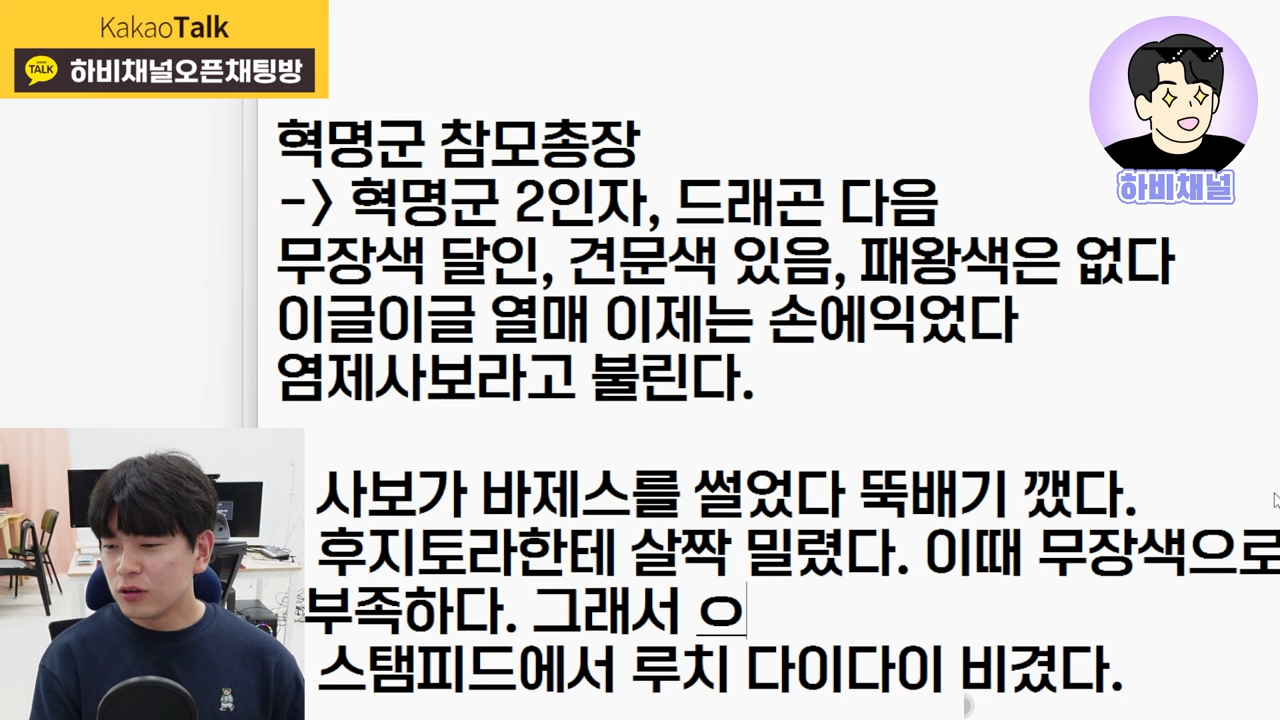 KakaoTalk
TALK 하비채널오픈채팅방
하비채널
혁명군 참모총장
-> 혁명군 2인자, 드래곤 다음
무장색 달인, 견문색 있음, 패왕색은 없다
이글이글 열매 이제는 손에익었다
염제사보라고 불린다.
사보가 바제스를 썰었다 뚝배기 깼다.
후지토라한테 살짝 밀렸다. 이때 무장색으로
부족하다. 그래서 ㅇ
스탬피드에서 루치 다이다이 비겼다.